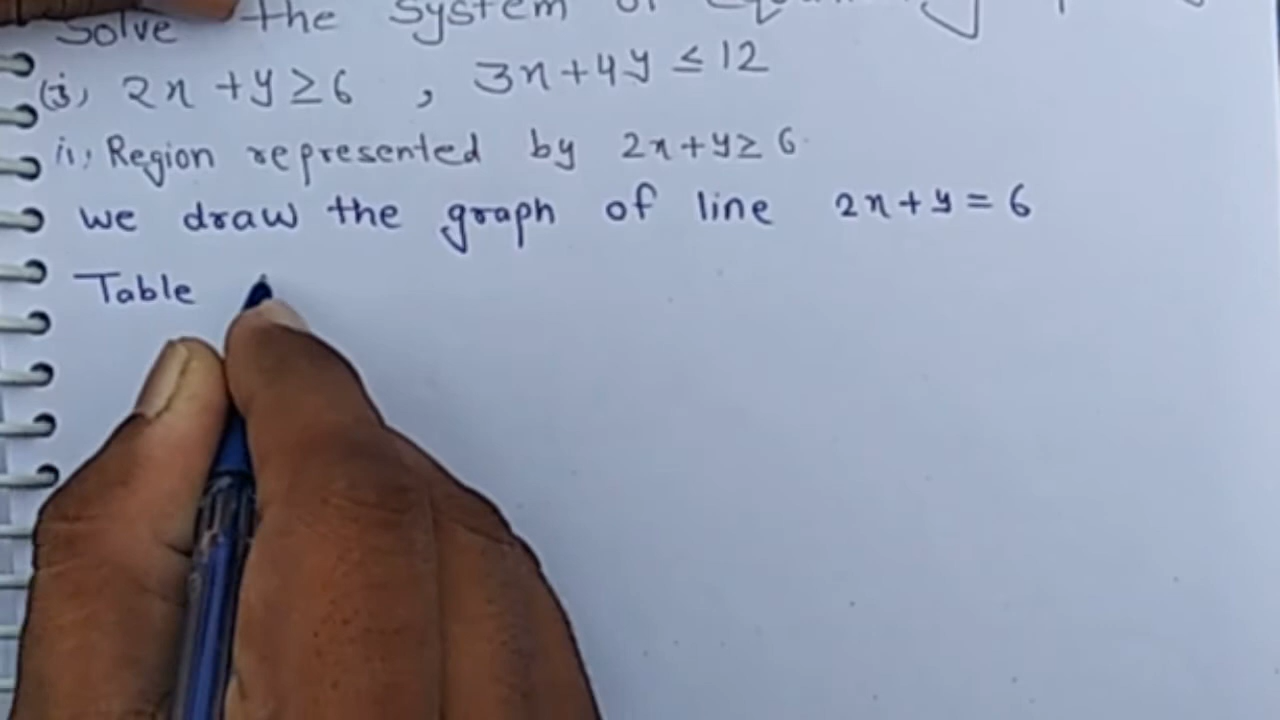 Solve the System of
(i) 2x + y ≥ 6 , 3x + 4y ≤ 12
ii, Region represented by 2x + y ≥ 6
we draw the graph of line 2x + y = 6
Table